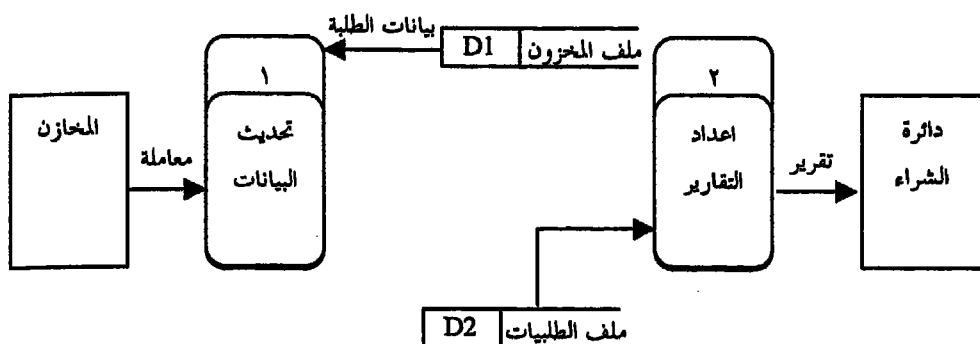 بيانات الطلبة
D1 ملف المخزون
١
٢
المخازن
معاملة
تحديث
البيانات
اعداد
التقارير
تقرير
دائرة
الشراء
D2 ملف الطلبيات